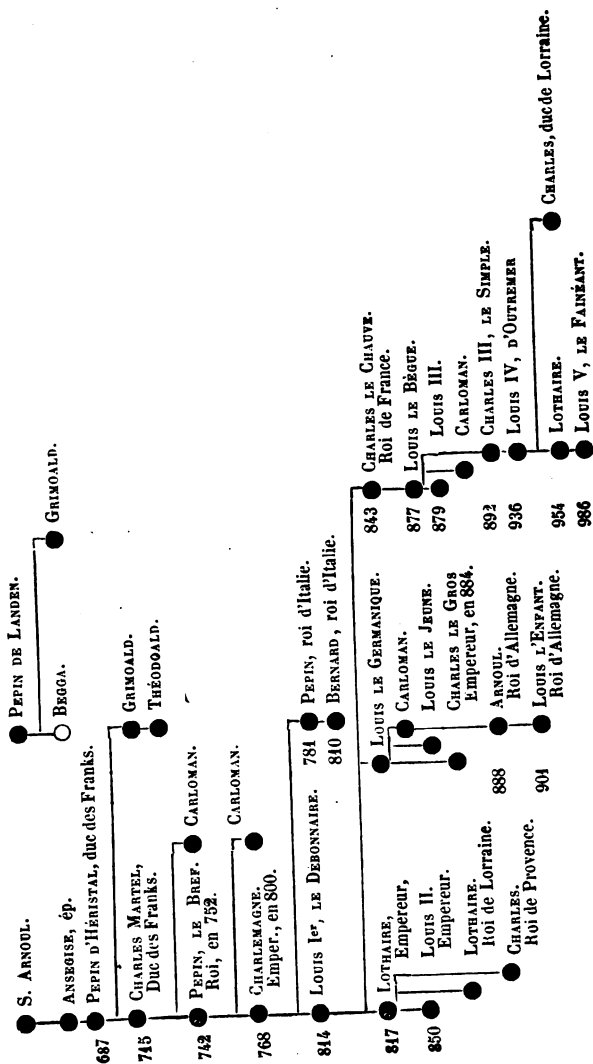 S. ARNOUL.
PEPIN DE LANDEN.
ANSEGISE, ép.
BEGGA.
GRIMOALD.
687
PEPIN D'HÉRISTAL, duc des Franks.
715
CHARLES MARTEL,
Duc des Franks.
GRIMOALD.
THÉODOALD.
742
PEPIN, LE BREF.
Roi, en 752.
CARLOMAN.
768
CHARLEMAGNE.
Emper., en 800.
CARLOMAN.
814
LOUIS Ier, LE DÉBONNAIRE.
781
PEPIN, roi d'Italie.
810
BERNARD, roi d'Italie.
817
LOTHAIRE,
Empereur,
850
LOUIS II.
Empereur.
LOTHAIRE.
Roi de Lorraine.
CHARLES.
Roi de Provence.
LOUIS LE GERMANIQUE.
CARLOMAN.
LOUIS LE JEUNE.
CHARLES LE GROS
Empereur, en 884.
888
ARNOUL.
Roi d'Allemagne.
901
LOUIS L'ENFANT.
Roi d'Allemagne.
843
CHARLES LE CHAUVE.
Roi de France.
877
LOUIS LE BÈGUE.
879
LOUIS III.
CARLOMAN.
892
CHARLES III, LE SIMPLE.
936
LOUIS IV, D'OUTREMER
954
LOTHAIRE.
CHARLES, duc de Lorraine.
986
LOUIS V, LE FAINÉANT.